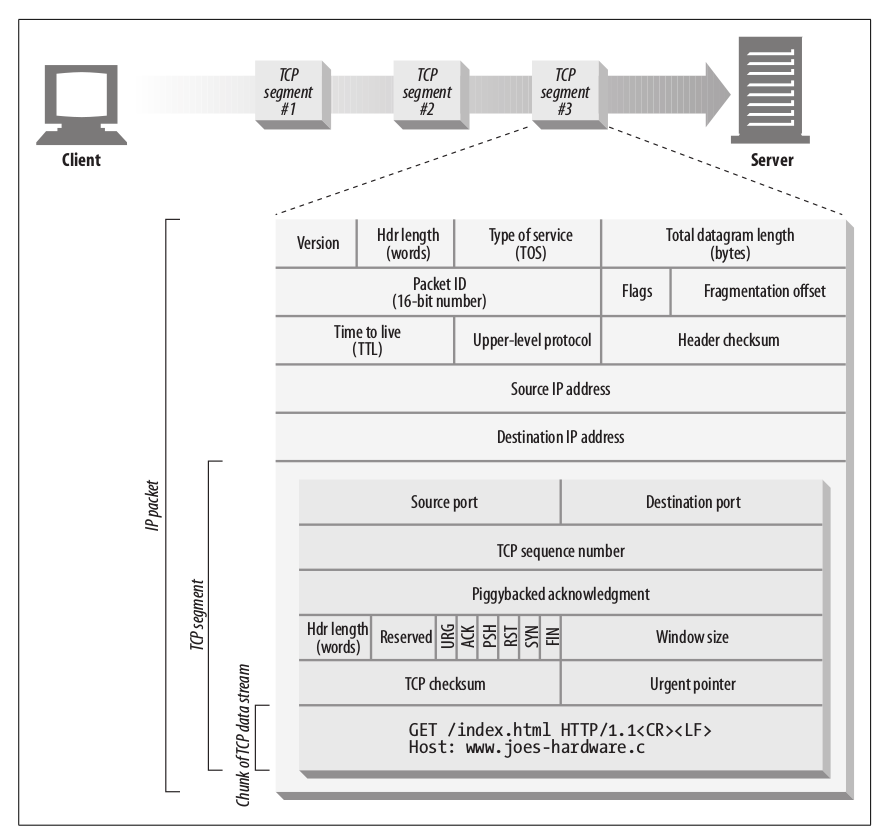 TCP
segment
#1
TCP
segment
#2
TCP
segment
#3
Client
Server
Version
Hdr length
(words)
Type of service
(TOS)
Total datagram length
(bytes)
Packet ID
(16-bit number)
Flags
Fragmentation offset
Time to live
(TTL)
Upper-level protocol
Header checksum
Source IP address
Destination IP address
IP packet
TCP segment
Chunk of TCP data stream
Source port
Destination port
TCP sequence number
Piggybacked acknowledgment
Hdr length
(words)
Reserved
URG
ACK
PSH
RST
SYN
FIN
Window size
TCP checksum
Urgent pointer
GET /index.html HTTP/1.1<CR><LF>
Host: www.joes-hardware.c